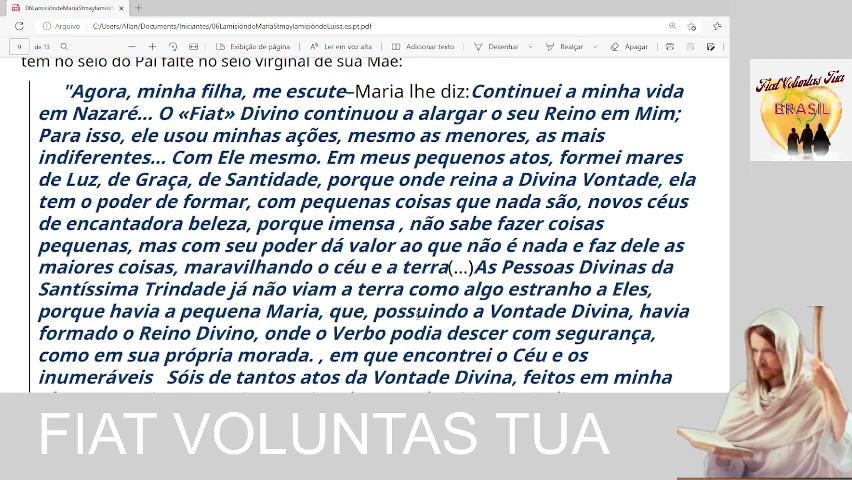 06LamisióndeMaríaStmaylamisión
Arquivo
C:/Users/Allan/Documents/Iniciantes/06LamisióndeMaríaStmaylamisióndeLuisa.es.pt.pdf
9 de 13
Exibição de página
Ler em voz alta
Adicionar texto
Desenhar
Realçar
Apagar
tem no seio do Pai falte no seio virginal de sua Mãe:
"Agora, minha filha, me escute–Maria lhe diz:Continuei a minha vida
em Nazaré... O «Fiat» Divino continuou a alargar o seu Reino em Mim;
Para isso, ele usou minhas ações, mesmo as menores, as mais
indiferentes... Com Ele mesmo. Em meus pequenos atos, formei mares
de Luz, de Graça, de Santidade, porque onde reina a Divina Vontade, ela
tem o poder de formar, com pequenas coisas que nada são, novos céus
de encantadora beleza, porque imensa , não sabe fazer coisas
pequenas, mas com seu poder dá valor ao que não é nada e faz dele as
maiores coisas, maravilhando o céu e a terra(...)As Pessoas Divinas da
Santíssima Trindade já não viam a terra como algo estranho a Eles,
porque havia a pequena Maria, que, possuindo a Vontade Divina, havia
formado o Reino Divino, onde o Verbo podia descer com segurança,
como em sua própria morada. , em que encontrei o Céu e os
inumeráveis Sóis de tantos atos da Vontade Divina, feitos em minha
Fiat Voluntas Tua
BRASIL
FIAT VOLUNTAS TUA